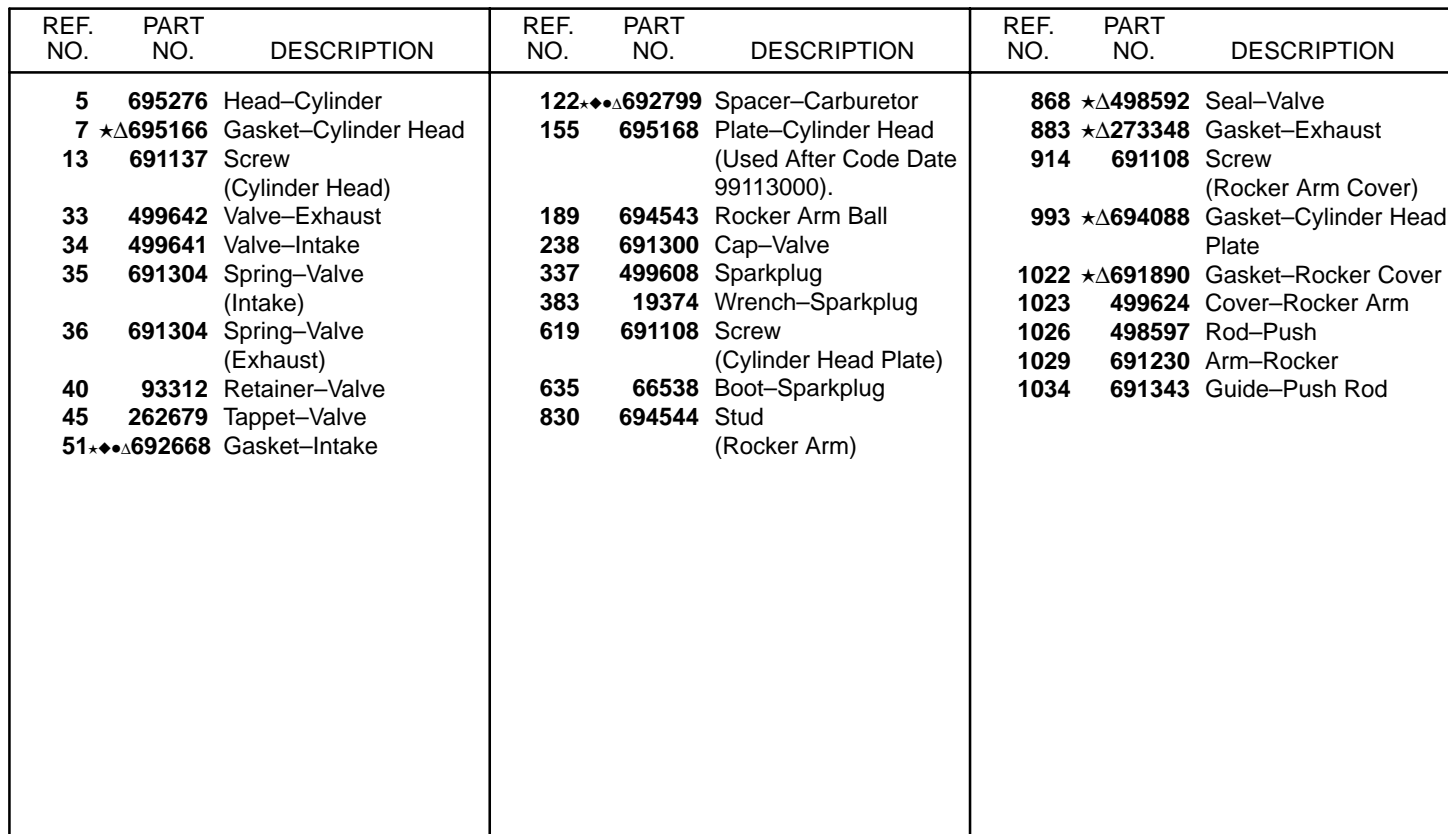 REF. PART
NO. NO. DESCRIPTION
5 695276 Head–Cylinder
7 ★Δ695166 Gasket–Cylinder Head
13 691137 Screw
(Cylinder Head)
33 499642 Valve–Exhaust
34 499641 Valve–Intake
35 691304 Spring–Valve
(Intake)
36 691304 Spring–Valve
(Exhaust)
40 93312 Retainer–Valve
45 262679 Tappet–Valve
51★◆●Δ692668 Gasket–Intake
REF. PART
NO. NO. DESCRIPTION
122★◆●Δ692799 Spacer–Carburetor
155 695168 Plate–Cylinder Head
(Used After Code Date
99113000).
189 694543 Rocker Arm Ball
238 691300 Cap–Valve
337 499608 Sparkplug
383 19374 Wrench–Sparkplug
619 691108 Screw
(Cylinder Head Plate)
635 66538 Boot–Sparkplug
830 694544 Stud
(Rocker Arm)
REF. PART
NO. NO. DESCRIPTION
868 ★Δ498592 Seal–Valve
883 ★Δ273348 Gasket–Exhaust
914 691108 Screw
(Rocker Arm Cover)
993 ★Δ694088 Gasket–Cylinder Head
Plate
1022 ★Δ691890 Gasket–Rocker Cover
1023 499624 Cover–Rocker Arm
1026 498597 Rod–Push
1029 691230 Arm–Rocker
1034 691343 Guide–Push Rod